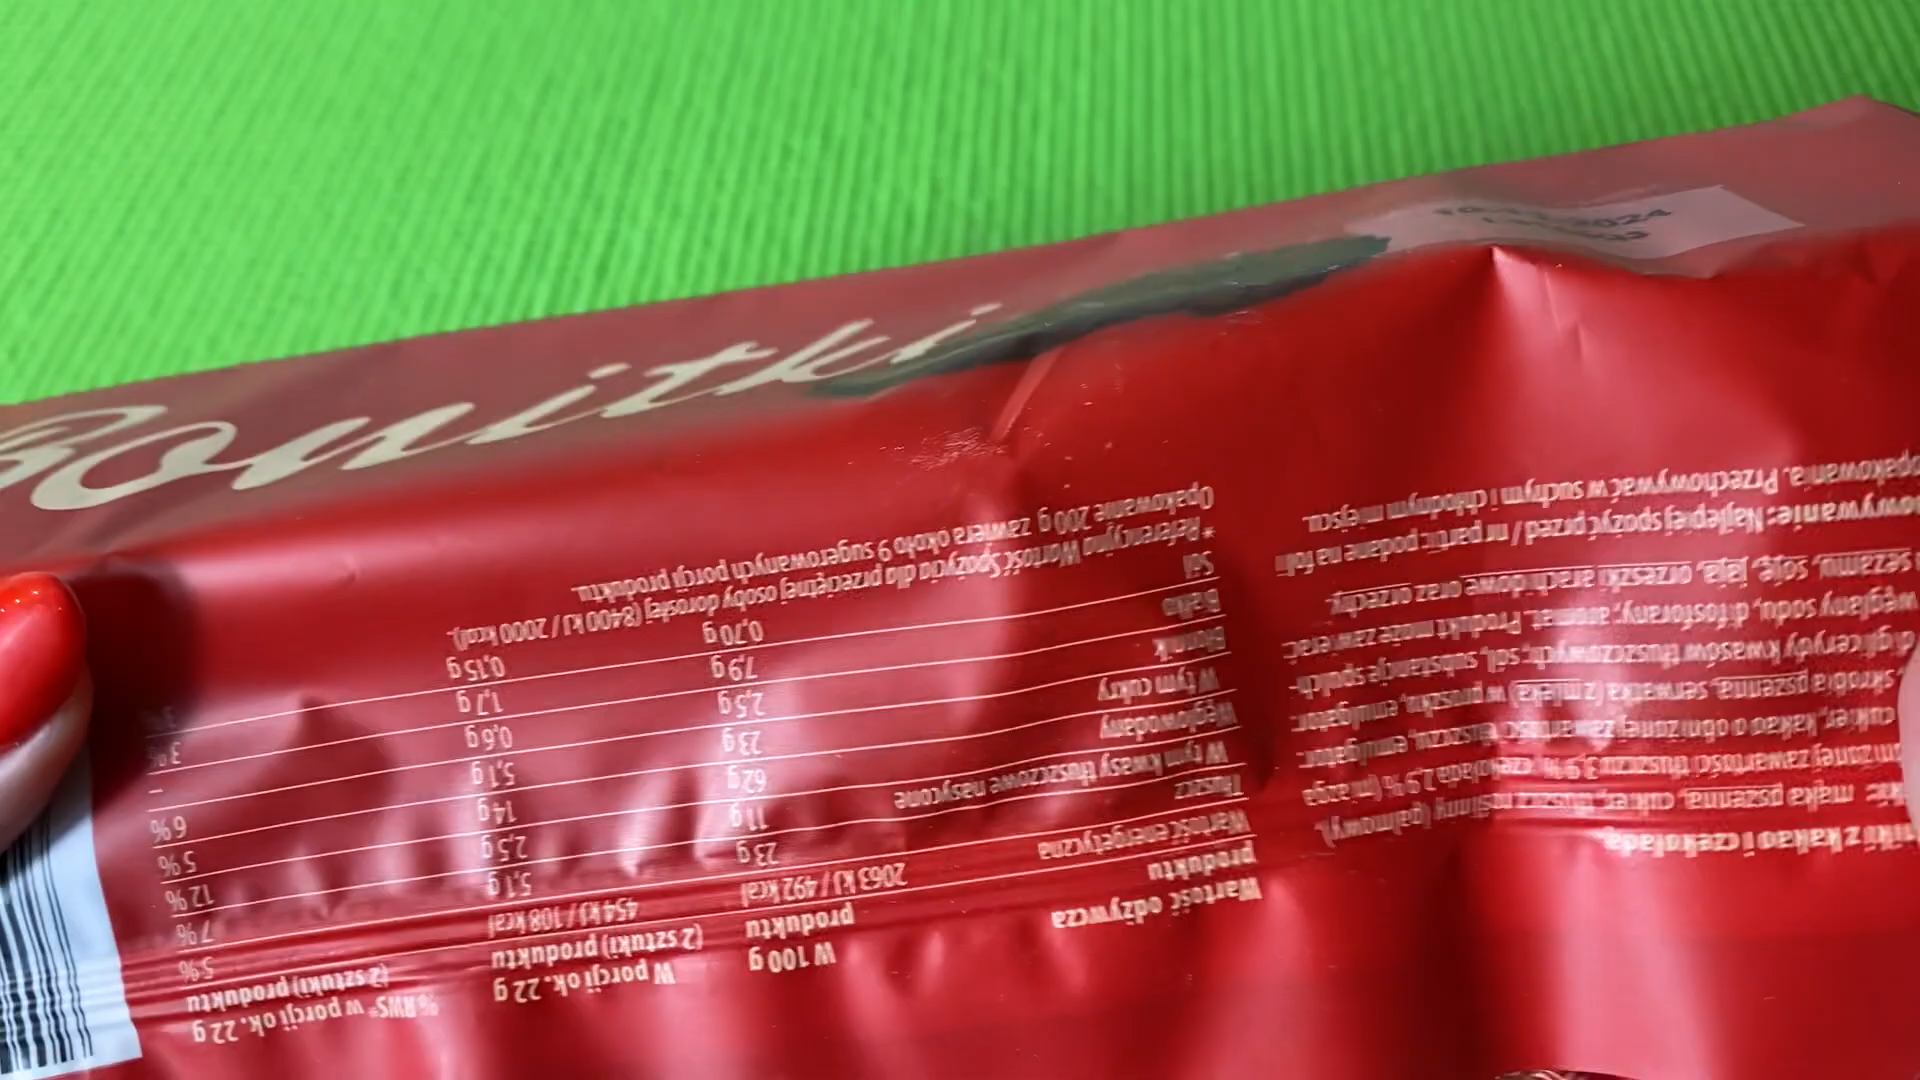 Bonitki
2024
Wartość odżywcza
produktu
W 100 g
produktu
W porcji ok. 22 g
(2 sztuki) produktu
%RWS* w porcji ok. 22 g
(2 sztuki) produktu
Wartość energetyczna 2063 kJ / 492 kcal 454 kJ / 108 kcal 5%
Tłuszcz 23 g 5,1 g 7%
W tym kwasy tłuszczowe nasycone 11 g 2,5 g 12%
Węglowodany 62 g 14 g 5%
W tym cukry 23 g 5,1 g 6%
Błonnik 2,5 g 0,6 g -
Białko 7,9 g 1,7 g 3%
Sól 0,70 g 0,15 g
*Referencyjna Wartość Spożycia dla przeciętnej osoby dorosłej (8400 kJ / 2000 kcal).
Opakowanie 200 g zawiera około 9 sugerowanych porcji produktu.
z kakao i czekoladą
mąka pszenna, cukier, tłuszcz roślinny (palmowy),
zawartości tłuszczu 3,9%, czekolada 2,9% (miazga
cukier, kakao o obniżonej zawartości tłuszczu, emulgator:
skrobia pszenna, serwatka (z mleka) w proszku, emulgator:
diglicerydy kwasów tłuszczowych, sól, substancje spulch-
węglany sodu, difosforany; aromat. Produkt może zawierać
sezamu, soję, jaja, orzeszki arachidowe oraz orzechy.
Najlepiej spożyć przed / nr partii: podane na folii
opakowania. Przechowywać w suchym i chłodnym miejscu.